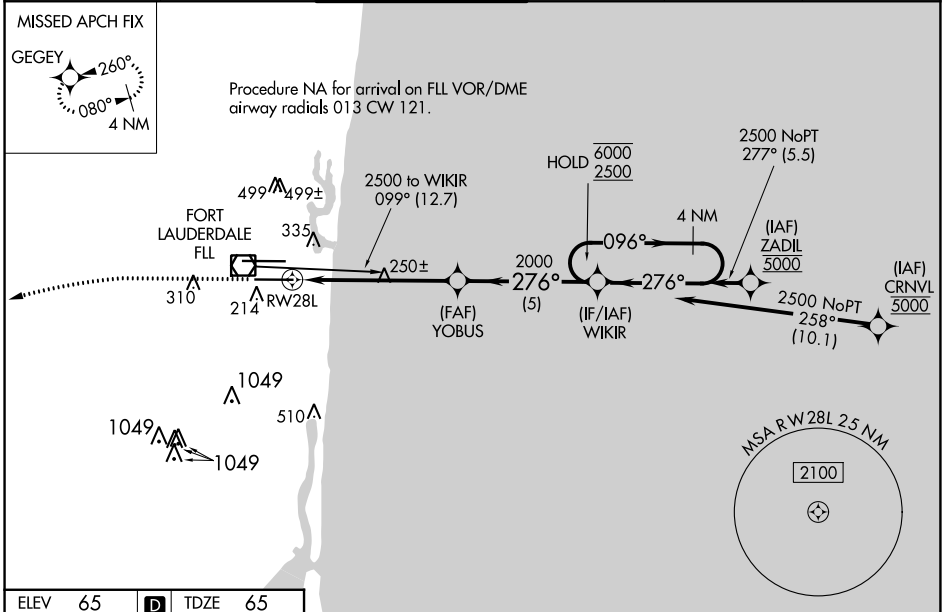 MISSED APCH FIX
GEGEY
260°
080°
4 NM
Procedure NA for arrival on FLL VOR/DME
airway radials 013 CW 121.
2500 NoPT
277° (5.5)
HOLD 6000
2500
499 499±
2500 to WIKIR
099° (12.7)
4 NM
FORT
LAUDERDALE
FLL
335
096°
(IAF)
ZADIL
5000
250±
2000
276°
(5)
276°
(IAF)
CRNVL
5000
310
214
RW28L
(FAF)
YOBUS
(IF/IAF)
WIKIR
2500 NoPT
258°
(10.1)
1049
510
1049
1049
MSA RW28L 25 NM
2100
ELEV 65 D TDZE 65